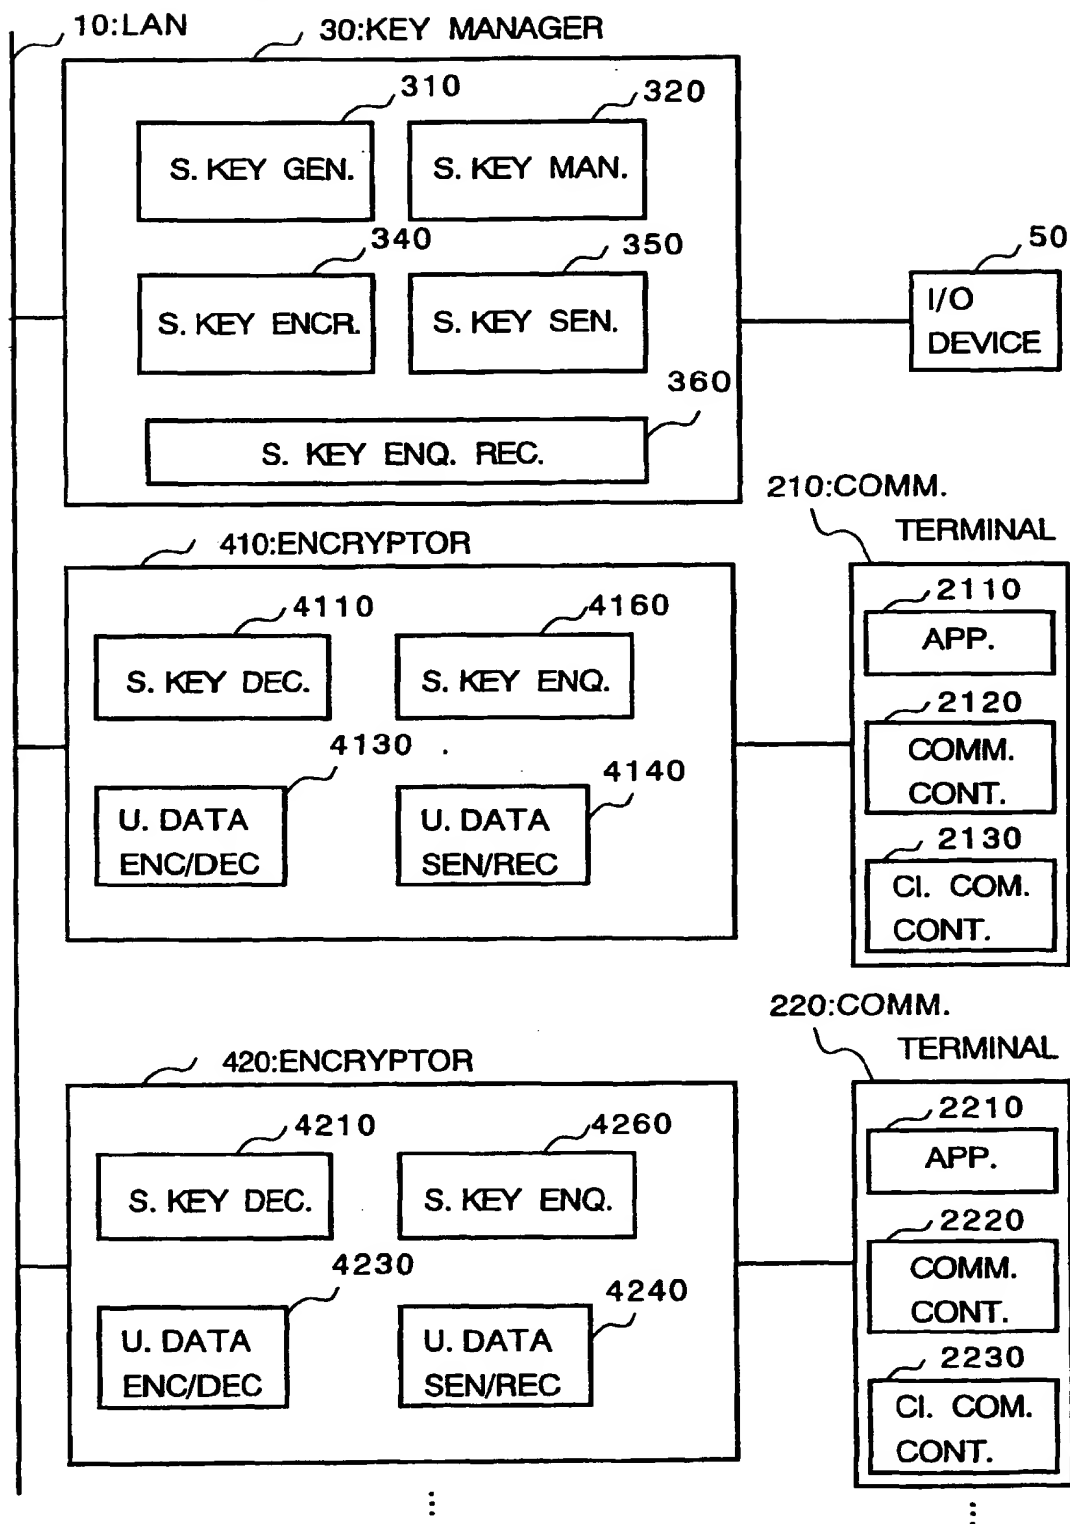 10:LAN
30:KEY MANAGER
310
320
S. KEY GEN.
S. KEY MAN.
340
350
50
S. KEY ENCR.
S. KEY SEN.
I/O
DEVICE
360
S. KEY ENQ. REC.
210:COMM.
TERMINAL
410:ENCRYPTOR
4110
4160
2110
S. KEY DEC.
S. KEY ENQ.
APP.
2120
4130
4140
COMM.
CONT.
U. DATA
ENC/DEC
U. DATA
SEN/REC
2130
CI. COM.
CONT.
220:COMM.
TERMINAL
420:ENCRYPTOR
4210
4260
2210
S. KEY DEC.
S. KEY ENQ.
APP.
2220
4230
4240
COMM.
CONT.
U. DATA
ENC/DEC
U. DATA
SEN/REC
2230
CI. COM.
CONT.